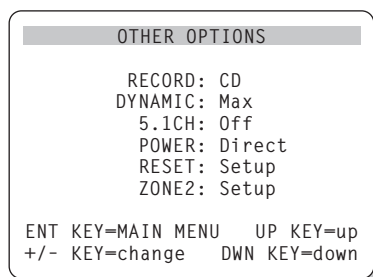 OTHER OPTIONS
RECORD: CD
DYNAMIC: Max
5.1CH: Off
POWER: Direct
RESET: Setup
ZONE2: Setup
ENT KEY=MAIN MENU UP KEY=up
+/- KEY=change DWN KEY=down